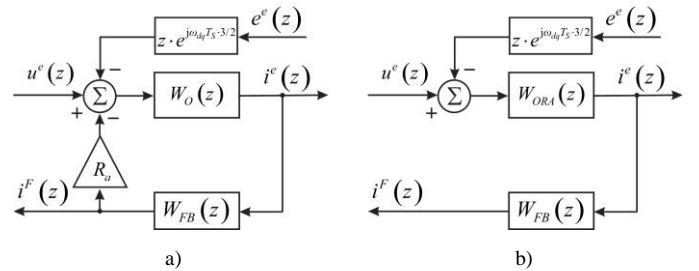 z · e^{jω_{dq}T_S·3/2}
e^e(z)
u^e(z)
−
Σ
+
−
W_O(z)
i^e(z)
R_a
i^F(z)
W_{FB}(z)
a)
z · e^{jω_{dq}T_S·3/2}
e^e(z)
u^e(z)
−
Σ
+
W_{ORA}(z)
i^e(z)
i^F(z)
W_{FB}(z)
b)